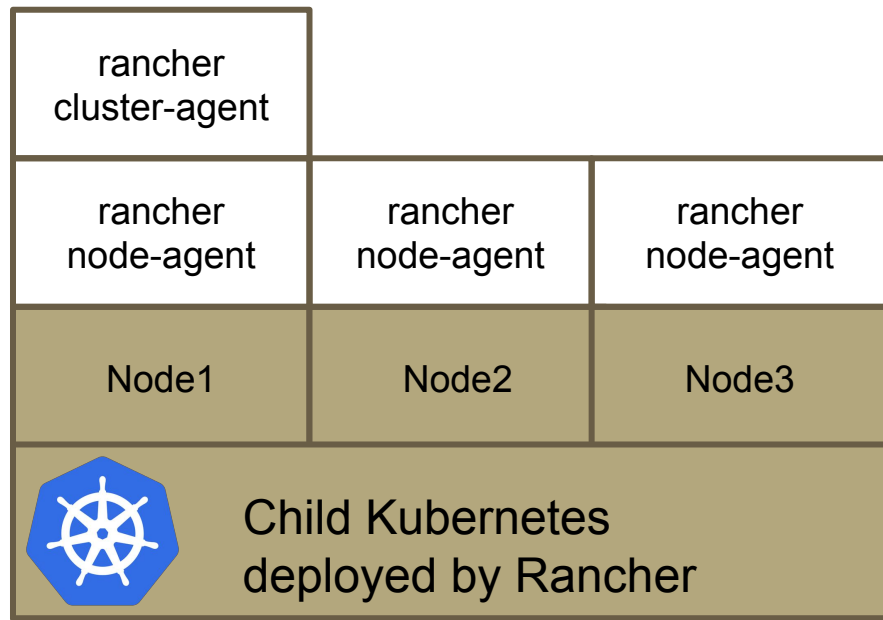 rancher
cluster-agent
rancher
node-agent
rancher
node-agent
rancher
node-agent
Node1
Node2
Node3
Child Kubernetes
deployed by Rancher